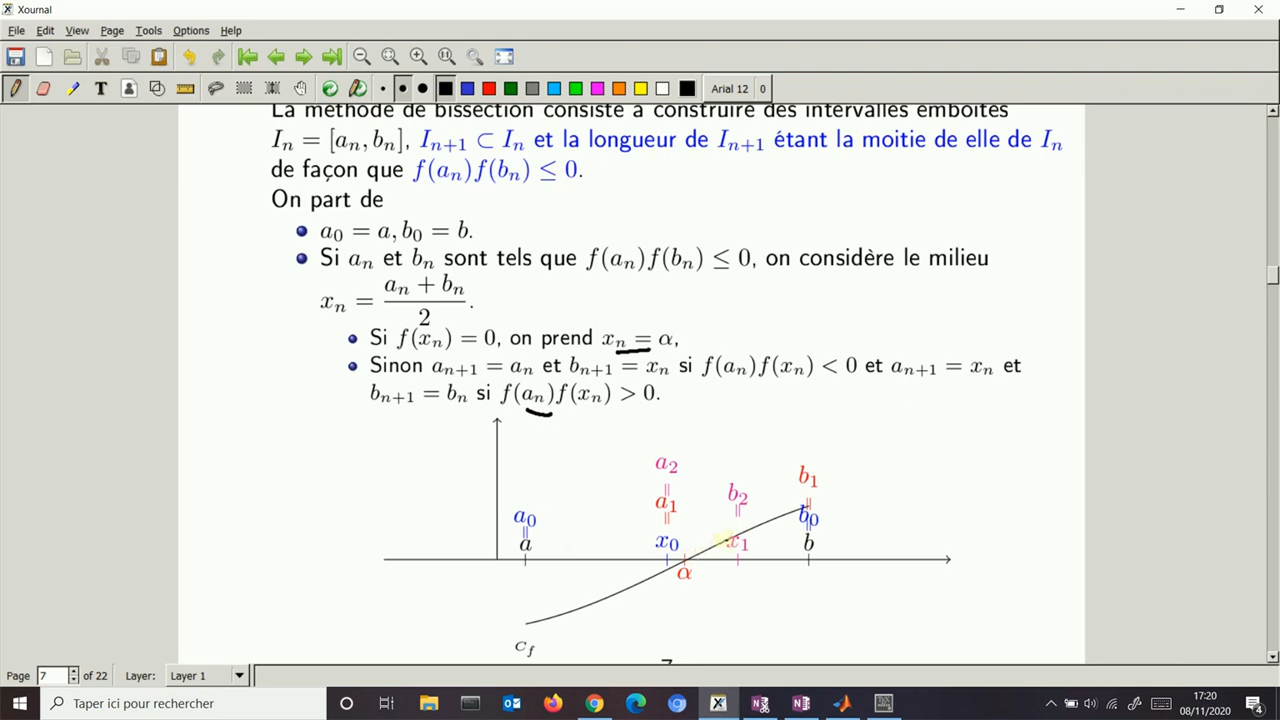 Xournal
File Edit View Page Tools Options Help
Arial 12 0
La méthode de bissection consiste à construire des intervalles emboités
I_n = [a_n, b_n], I_{n+1} ⊂ I_n et la longueur de I_{n+1} étant la moitie de elle de I_n
de façon que f(a_n)f(b_n) ≤ 0.
On part de
a_0 = a, b_0 = b.
Si a_n et b_n sont tels que f(a_n)f(b_n) ≤ 0, on considère le milieu
x_n = (a_n + b_n)/2.
Si f(x_n) = 0, on prend x_n = α,
Sinon a_{n+1} = a_n et b_{n+1} = x_n si f(a_n)f(x_n) < 0 et a_{n+1} = x_n et
b_{n+1} = b_n si f(a_n)f(x_n) > 0.
a_2
b_1
b_2
a_1
a_0 b_0
a x_0 x_1 b
α
C_f
Page 7 of 22 Layer: Layer 1
Taper ici pour rechercher
17:20
08/11/2020
4